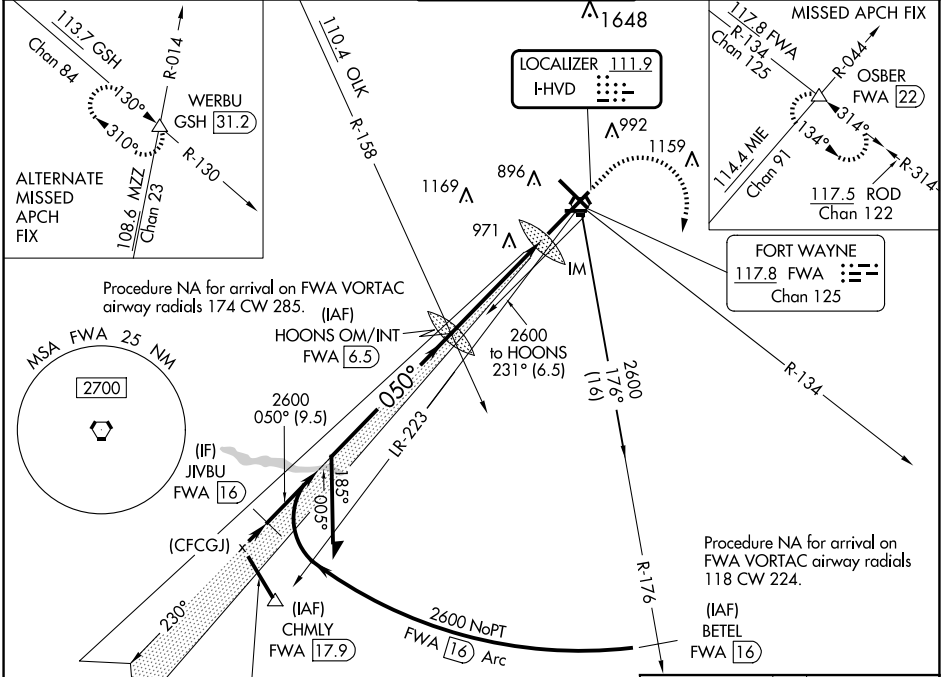 113.7 GSH
Chan 84
R-014
130°
310°
WERBU
GSH 31.2
R-130
108.6 MZZ
Chan 23
ALTERNATE
MISSED
APCH
FIX
110.4 OLK
R-158
1648
LOCALIZER 111.9
I-HVD
992
1159
896
1169
971
IM
MISSED APCH FIX
117.8 FWA
R-134
Chan 125
R-044
OSBER
FWA 22
314°
134°
R-314
114.4 MIE
Chan 91
117.5 ROD
Chan 122
FORT WAYNE
117.8 FWA
Chan 125
Procedure NA for arrival on FWA VORTAC
airway radials 174 CW 285.
(IAF)
HOONS OM/INT
FWA 6.5
2600
to HOONS
231° (6.5)
2600
176°
(16)
R-134
MSA FWA 25 NM
2700
2600
050° (9.5)
050°
LR-223
(IF)
JIVBU
FWA 16
185°
005°
(CFCGJ)
x
230°
(IAF)
CHMLY
FWA 17.9
2600 NoPT
FWA 16 Arc
R-176
Procedure NA for arrival on
FWA VORTAC airway radials
118 CW 224.
(IAF)
BETEL
FWA 16